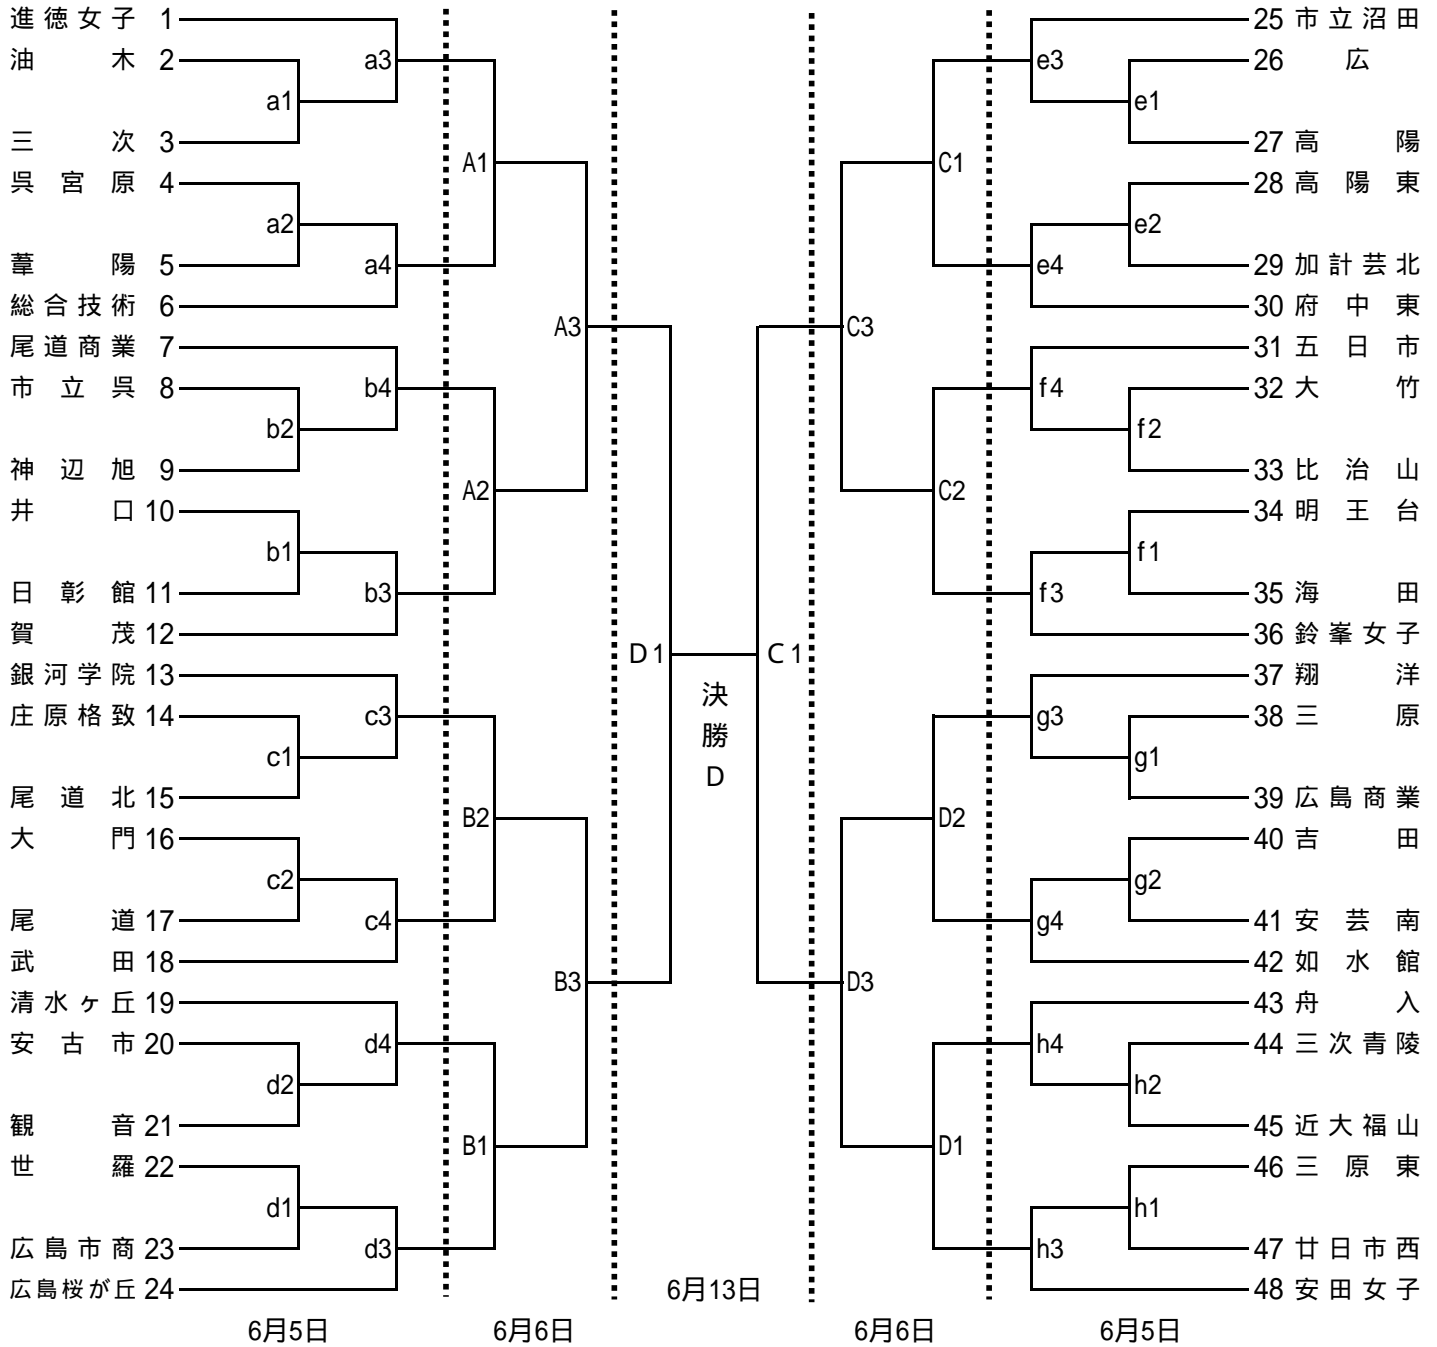 進徳女子 1
油木 2
a3
a1
三次 3
A1
呉宮原 4
a2
葦陽 5
a4
総合技術 6
A3
尾道商業 7
市立呉 8
b4
b2
神辺旭 9
A2
井口 10
b1
日彰館 11
b3
賀茂 12
D1
銀河学院 13
庄原格致 14
c3
c1
尾道北 15
B2
大門 16
c2
尾道 17
c4
武田 18
B3
清水ヶ丘 19
安古市 20
d4
d2
観音 21
B1
世羅 22
d1
広島市商 23
d3
広島桜が丘 24
決勝D
C1
25 市立沼田
e3
26 広
e1
27 高陽
C1
28 高陽東
e2
e4
29 加計芸北
30 府中東
C3
31 五日市
f4
32 大竹
f2
33 比治山
C2
34 明王台
f1
f3
35 海田
36 鈴峯女子
37 翔洋
g3
38 三原
g1
39 広島商業
D2
40 吉田
g2
g4
41 安芸南
42 如水館
D3
43 舟入
h4
44 三次青陵
h2
45 近大福山
D1
46 三原東
h1
h3
47 廿日市西
48 安田女子
6月13日
6月5日
6月6日
6月6日
6月5日